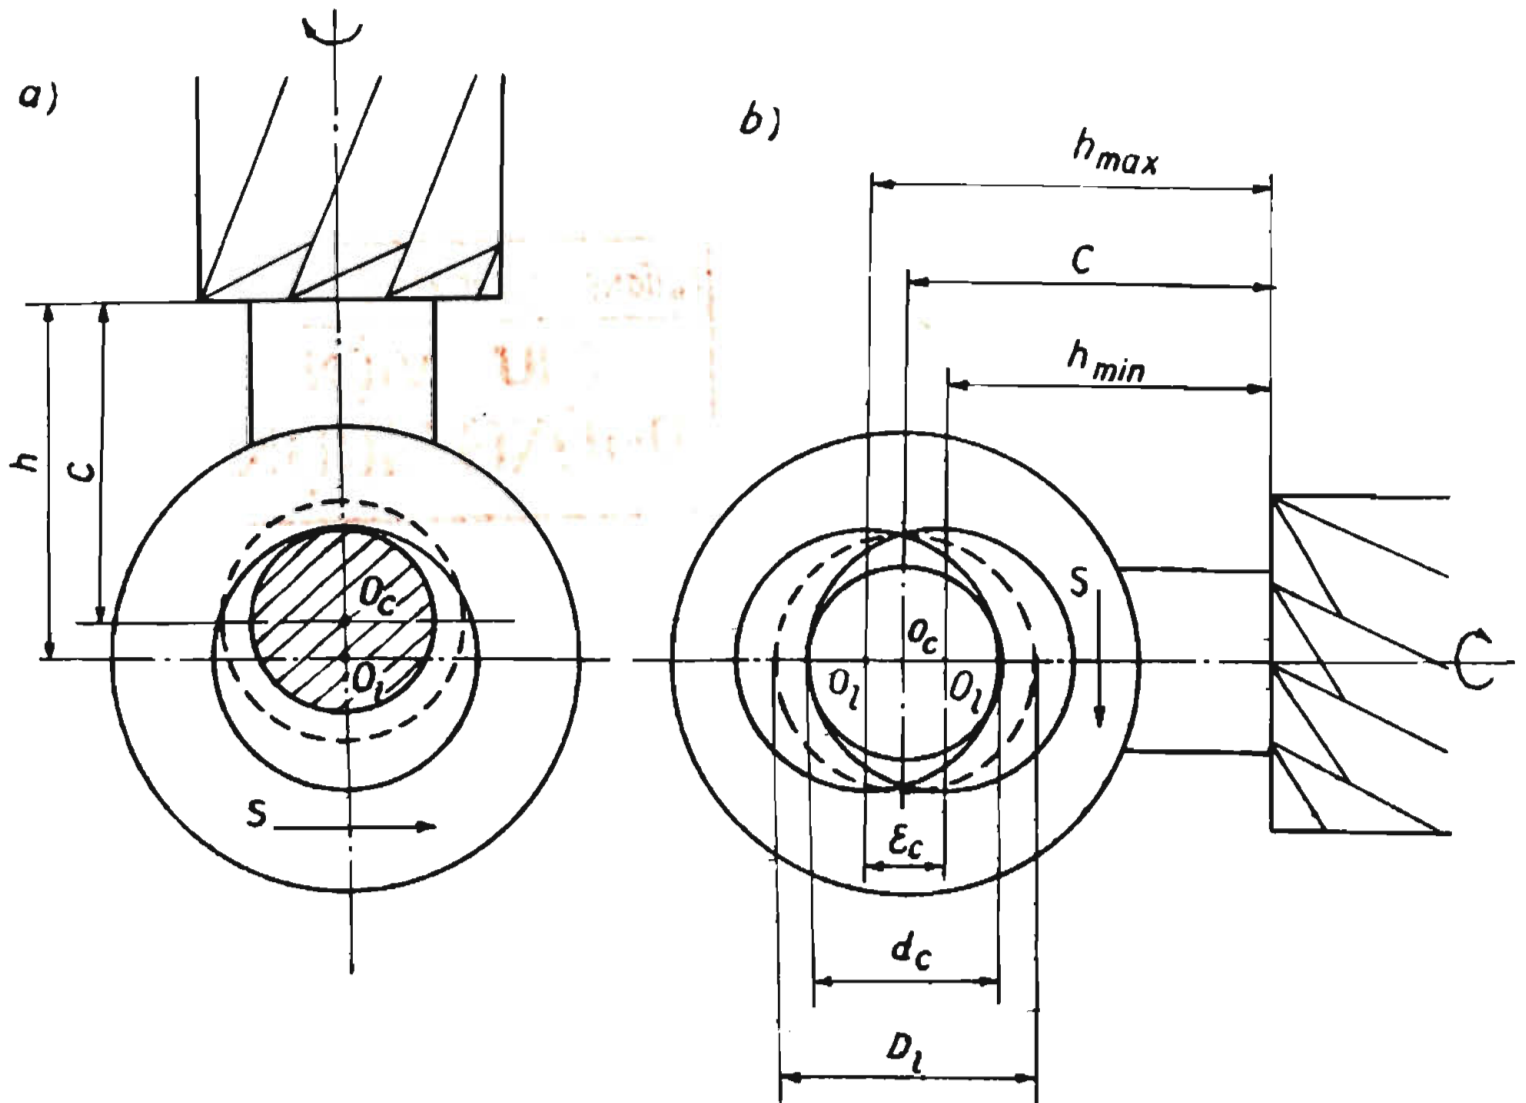 a)
h
C
O_c
O_l
S
b)
h_max
C
h_min
S
O_c
O_l O_l
ε_c
d_c
D_l